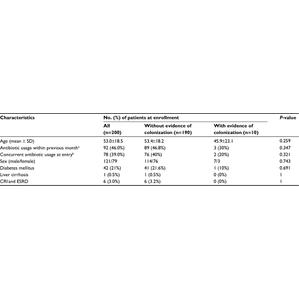 Characteristics No. (%) of patients at enrollment P-value
All (n=200) Without evidence of colonization (n=190) With evidence of colonization (n=10)
Age (mean ± SD) 53.0±18.5 53.4±18.2 45.9±23.1 0.259
Antibiotic usage within previous month 92 (46.0%) 89 (46.8%) 3 (30%) 0.347
Concurrent antibiotic usage at entry 78 (39.0%) 76 (40%) 2 (20%) 0.321
Sex (male/female) 121/79 114/76 7/3 0.743
Diabetes mellitus 42 (21%) 41 (21.6%) 1 (10%) 0.691
Liver cirrhosis 1 (0.5%) 1 (0.5%) 0 (0%) 1
CRI and ESRD 6 (3.0%) 6 (3.2%) 0 (0%) 1